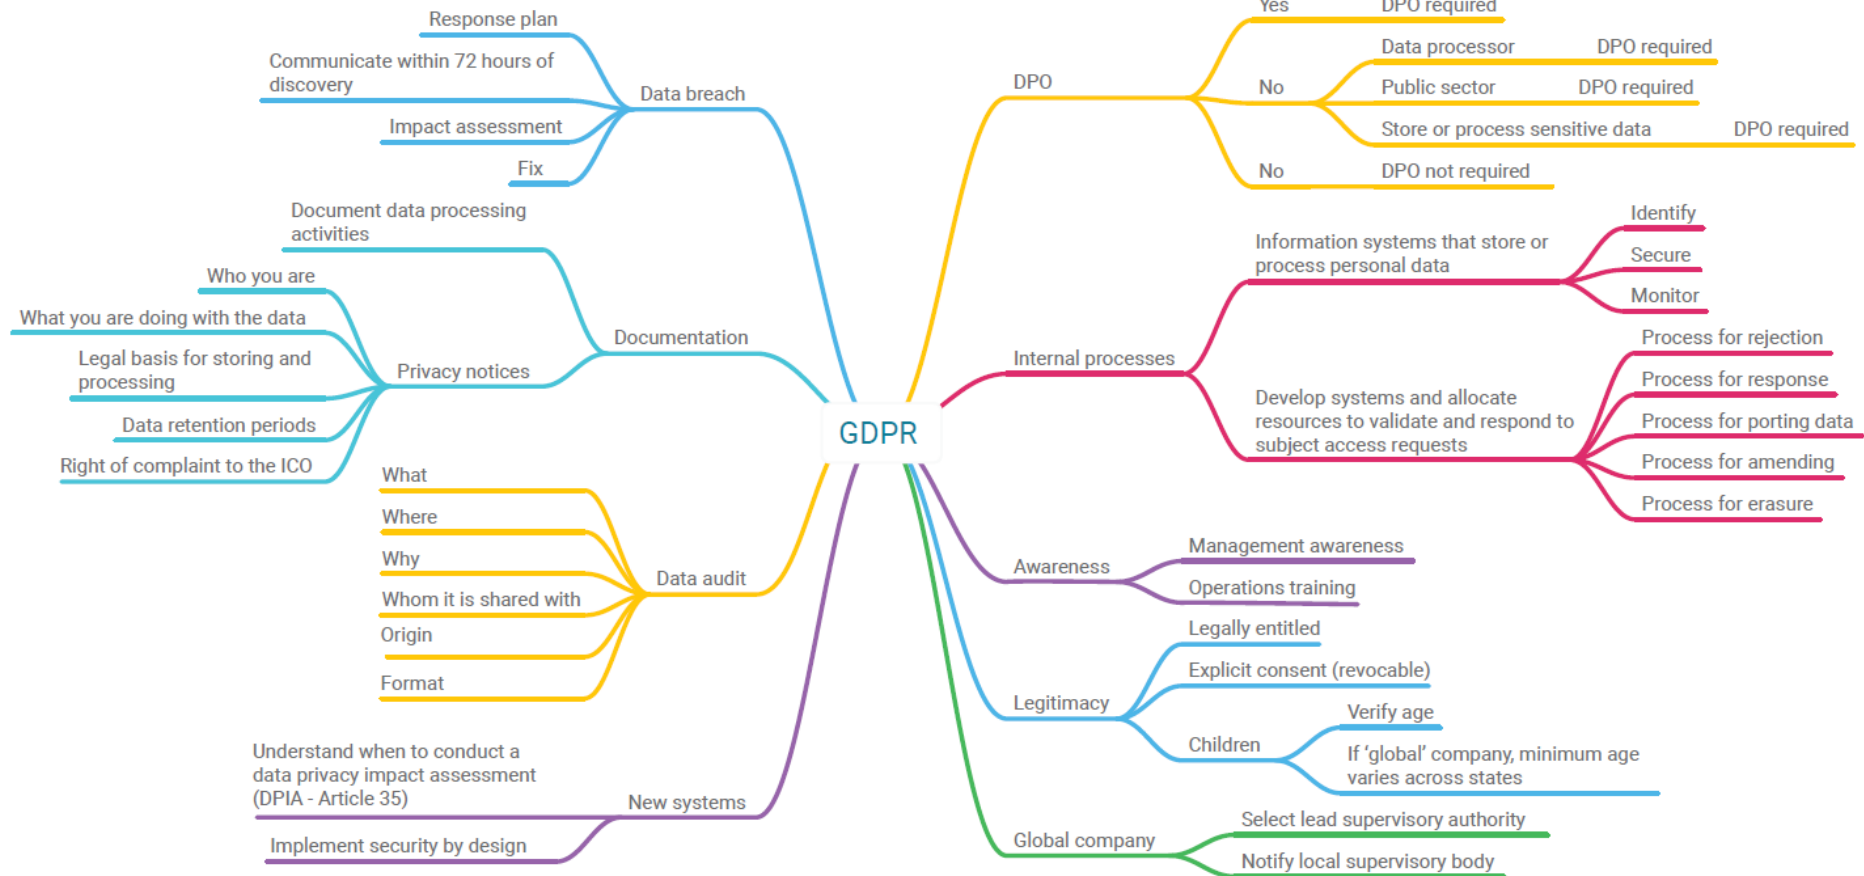 Response plan
Communicate within 72 hours of
discovery
Data breach
Impact assessment
Fix
Document data processing
activities
Who you are
What you are doing with the data
Documentation
Legal basis for storing and
processing
Privacy notices
Data retention periods
Right of complaint to the ICO
GDPR
What
Where
Why
Data audit
Whom it is shared with
Origin
Format
Understand when to conduct a
data privacy impact assessment
(DPIA - Article 35)
New systems
Implement security by design
Yes DPO required
DPO
Data processor DPO required
No Public sector DPO required
Store or process sensitive data DPO required
No DPO not required
Identify
Information systems that store or
process personal data
Secure
Monitor
Internal processes
Process for rejection
Process for response
Develop systems and allocate
resources to validate and respond to
subject access requests
Process for porting data
Process for amending
Process for erasure
Management awareness
Awareness
Operations training
Legally entitled
Explicit consent (revocable)
Legitimacy
Verify age
Children
If ‘global’ company, minimum age
varies across states
Select lead supervisory authority
Global company
Notify local supervisory body